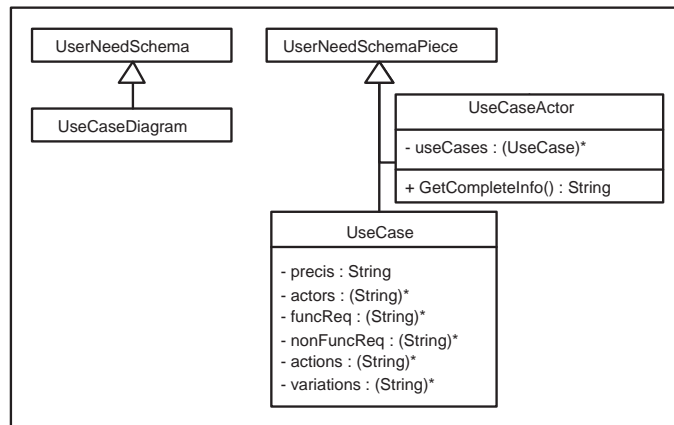 UserNeedSchema
UserNeedSchemaPiece
UseCaseDiagram
UseCaseActor
- useCases : (UseCase)*
+ GetCompleteInfo() : String
UseCase
- precis : String
- actors : (String)*
- funcReq : (String)*
- nonFuncReq : (String)*
- actions : (String)*
- variations : (String)*